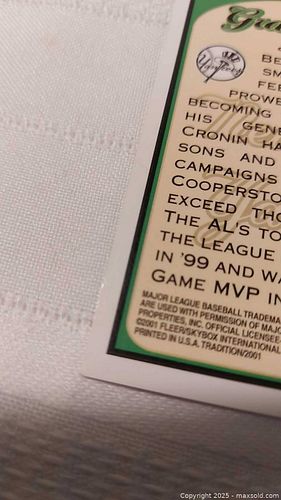 Yankees
BE
SM
PROWE
BECOMING
HIS GENE
CRONIN HA
SONS AND
CAMPAIGNS
COOPERSTO
EXCEED THO
THE AL'S TO
THE LEAGUE
IN '99 AND WA
GAME MVP IN
MAJOR LEAGUE BASEBALL TRADEMA
ARE USED WITH PERMISSION OF MAJO
PROPERTIES, INC. OFFICIAL LICENSEE
©2001 FLEER/SKYBOX INTERNATIONAL
PRINTED IN U.S.A. TRADITION/2001
Copyright 2025 - maxsold.com